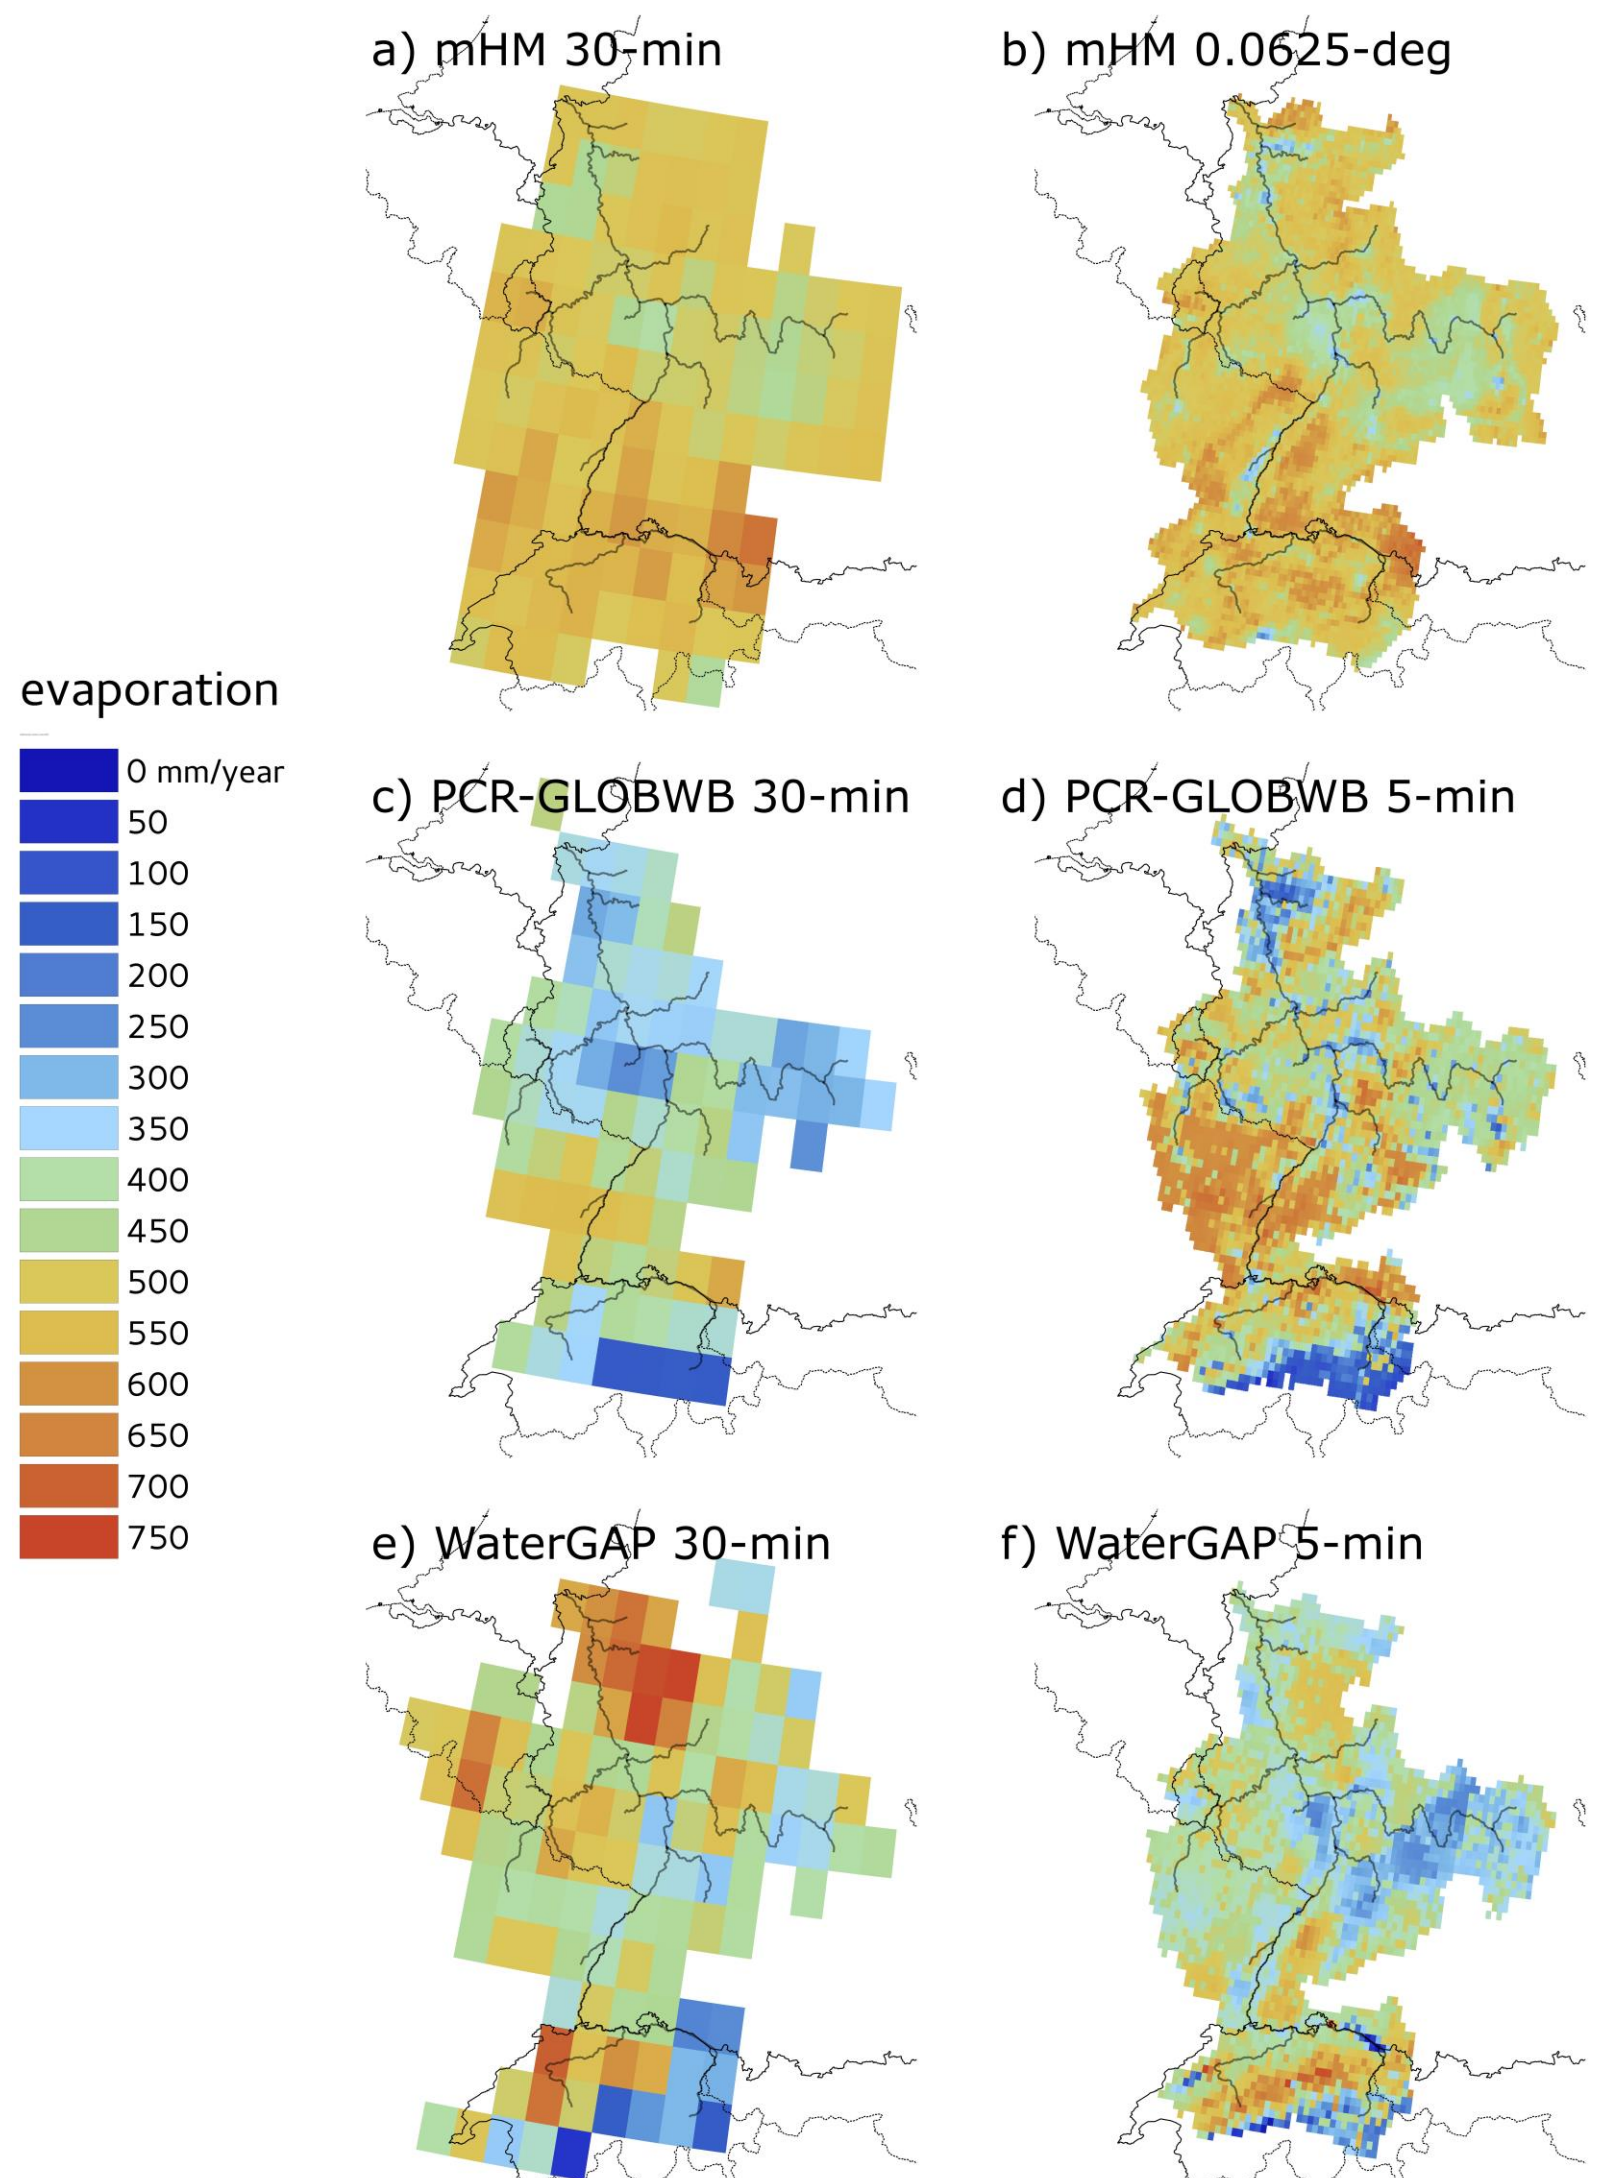 a) mHM 30-min
b) mHM 0.0625-deg
evaporation
0 mm/year
50
100
150
200
250
300
350
400
450
500
550
600
650
700
750
c) PCR-GLOBWB 30-min
d) PCR-GLOBWB 5-min
e) WaterGAP 30-min
f) WaterGAP 5-min